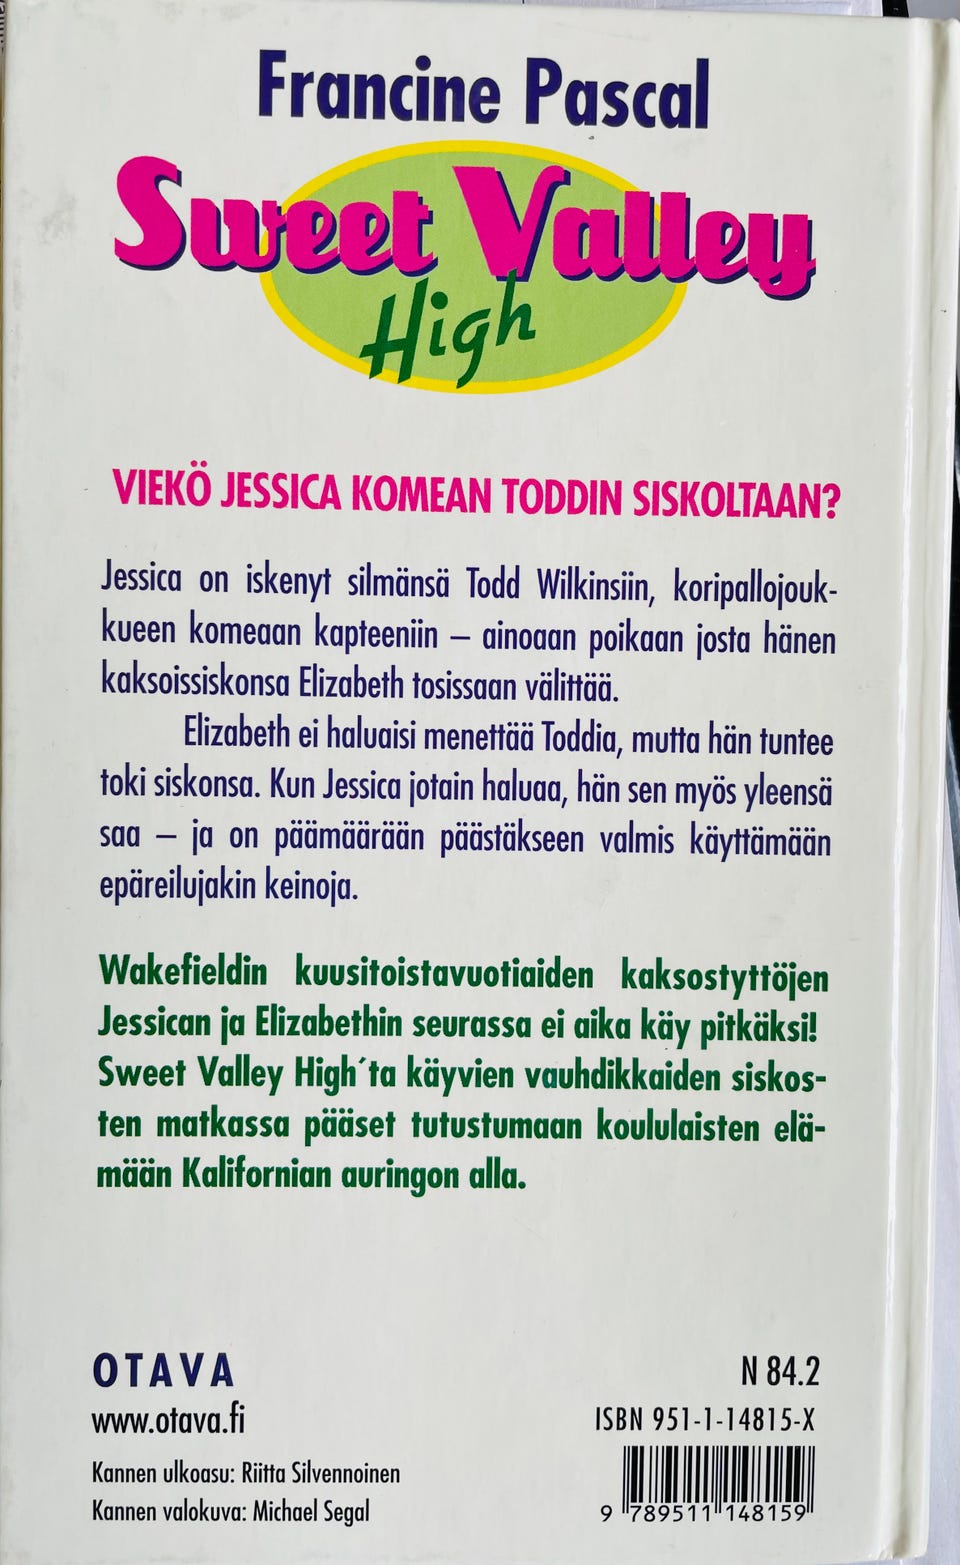 Francine Pascal
Sweet Valley
High
VIEKÖ JESSICA KOMEAN TODDIN SISKOLTAAN?
Jessica on iskenyt silmänsä Todd Wilkinsiin, koripallojouk-
kueen komeaan kapteeniin – ainoaan poikaan josta hänen
kaksoissiskonsa Elizabeth tosissaan välittää.
Elizabeth ei haluaisi menettää Toddia, mutta hän tuntee
toki siskonsa. Kun Jessica jotain haluaa, hän sen myös yleensä
saa – ja on päämäärään päästäkseen valmis käyttämään
epäreilujakin keinoja.
Wakefieldin kuusitoistavuotiaiden kaksostyttöjen
Jessican ja Elizabethin seurassa ei aika käy pitkäksi!
Sweet Valley High´ta käyvien vauhdikkaiden siskos-
ten matkassa pääset tutustumaan koululaisten elä-
mään Kalifornian auringon alla.
OTAVA
www.otava.fi
Kannen ulkoasu: Riitta Silvennoinen
Kannen valokuva: Michael Segal
N 84.2
ISBN 951-1-14815-X
9 789511 148159